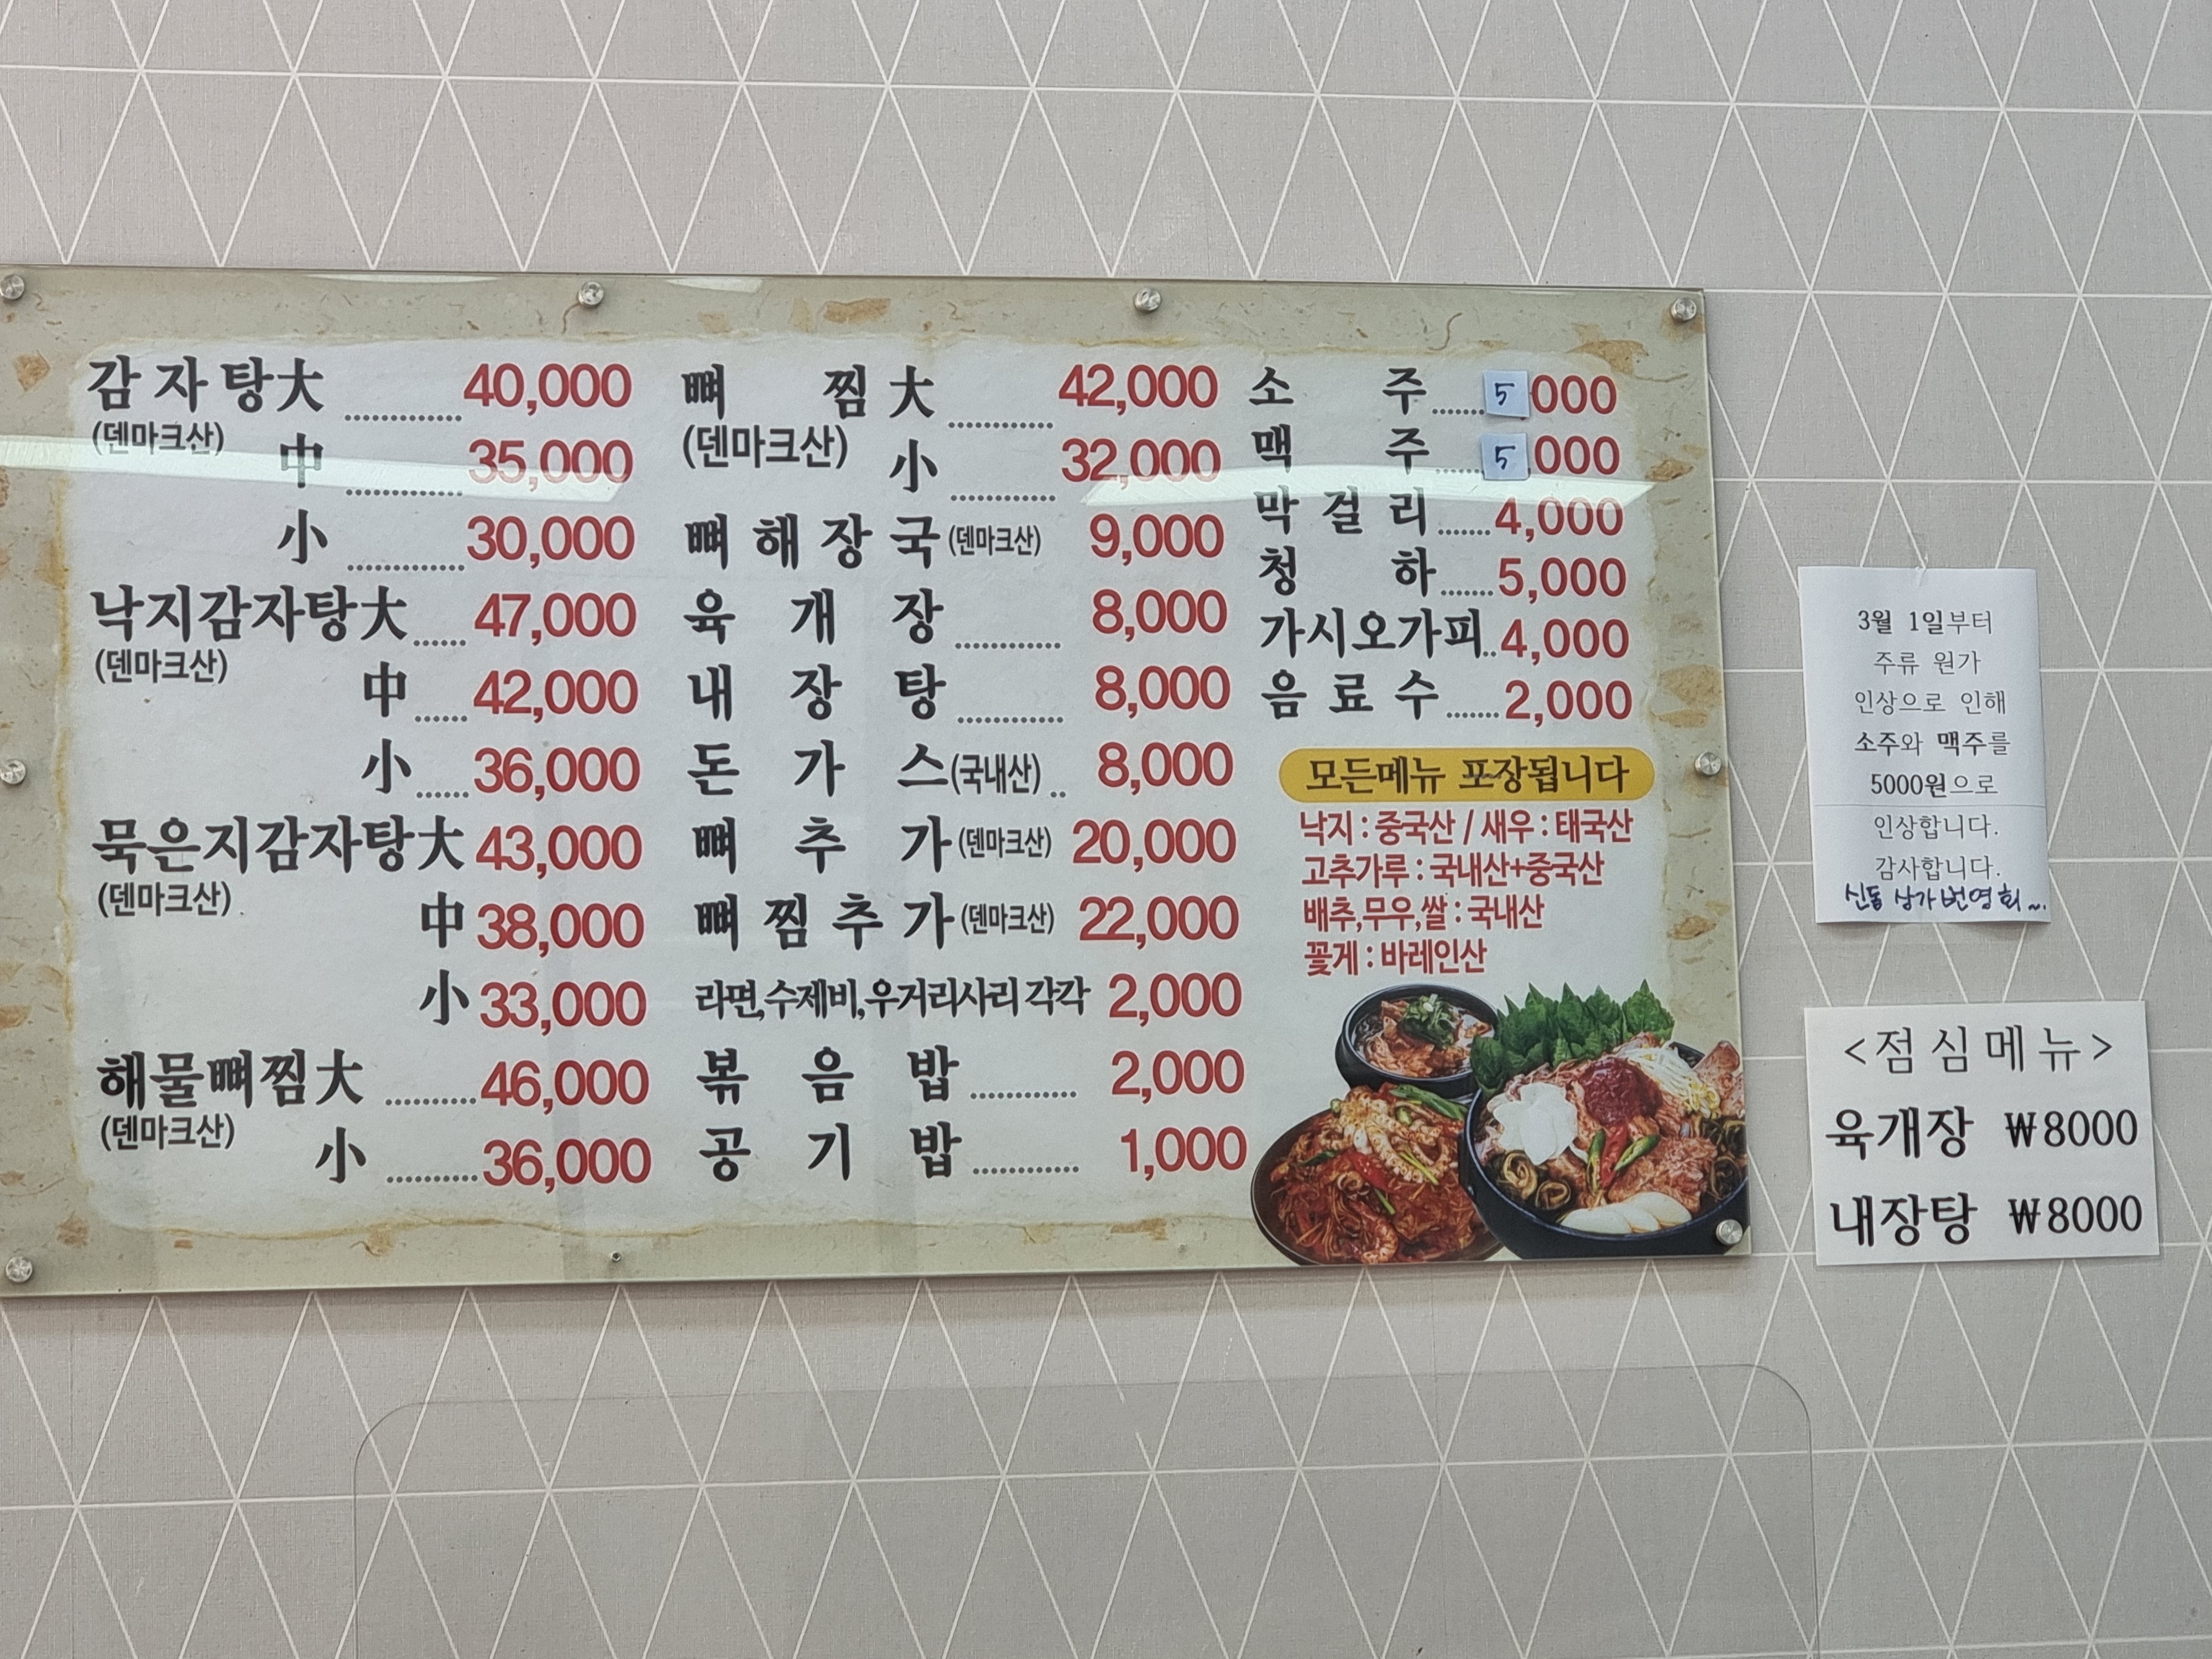 감자탕大 40,000
(덴마크산)
中 35,000
小 30,000
낙지감자탕大 47,000
(덴마크산)
中 42,000
小 36,000
묵은지감자탕大 43,000
(덴마크산)
中 38,000
小 33,000
해물뼈찜大 46,000
(덴마크산)
小 36,000
뼈찜大 42,000
(덴마크산) 小 32,000
뼈해장국(덴마크산) 9,000
육개장 8,000
내장탕 8,000
돈가스(국내산) 8,000
뼈추가(덴마크산) 20,000
뼈찜추가(덴마크산) 22,000
라면,수제비,우거리사리 각각 2,000
볶음밥 2,000
공기밥 1,000
소주 5,000
맥주 5,000
막걸리 4,000
청하 5,000
가시오가피 4,000
음료수 2,000
모든메뉴 포장됩니다
낙지 : 중국산 / 새우 : 태국산
고추가루 : 국내산+중국산
배추,무우,쌀 : 국내산
꽃게 : 바레인산
3월 1일부터
주류 원가
인상으로 인해
소주와 맥주를
5000원으로
인상합니다.
감사합니다.
신동 상가번영회~.
<점심메뉴>
육개장 ₩8000
내장탕 ₩8000